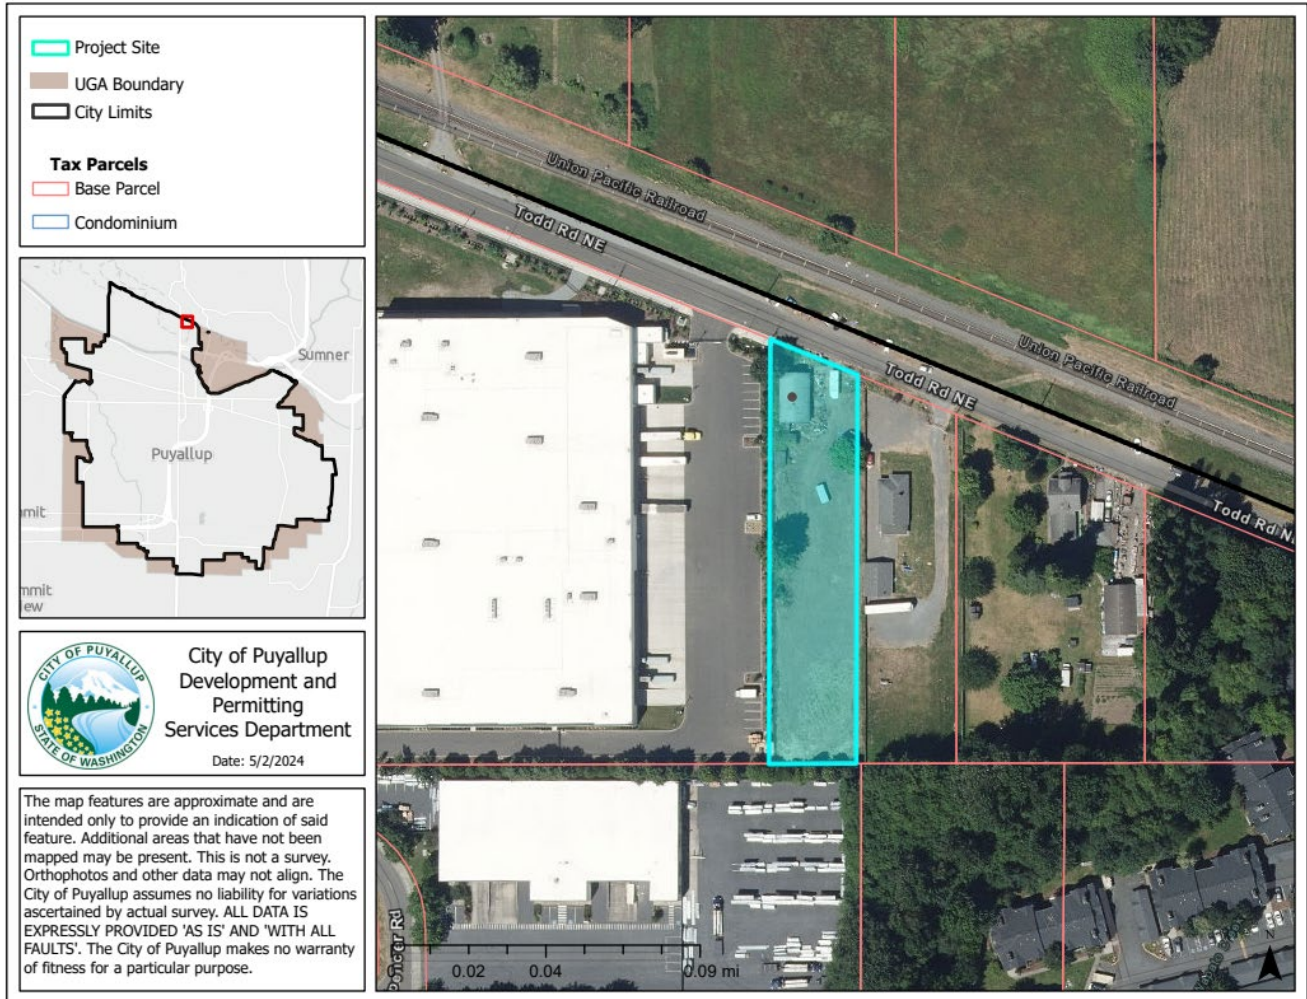 Project Site
UGA Boundary
City Limits
Tax Parcels
Base Parcel
Condominium
Sumner
Puyallup
mmit
CITY OF PUYALLUP
STATE OF WASHINGTON
City of Puyallup
Development and
Permitting
Services Department
Date: 5/2/2024
The map features are approximate and are
intended only to provide an indication of said
feature. Additional areas that have not been
mapped may be present. This is not a survey.
Orthophotos and other data may not align. The
City of Puyallup assumes no liability for variations
ascertained by actual survey. ALL DATA IS
EXPRESSLY PROVIDED 'AS IS' AND 'WITH ALL
FAULTS'. The City of Puyallup makes no warranty
of fitness for a particular purpose.
Union Pacific Railroad
Todd Rd NE
Union Pacific Railroad
Todd Rd NE
Todd Rd N
Rd
0 0.02 0.04 0.09 mi
N